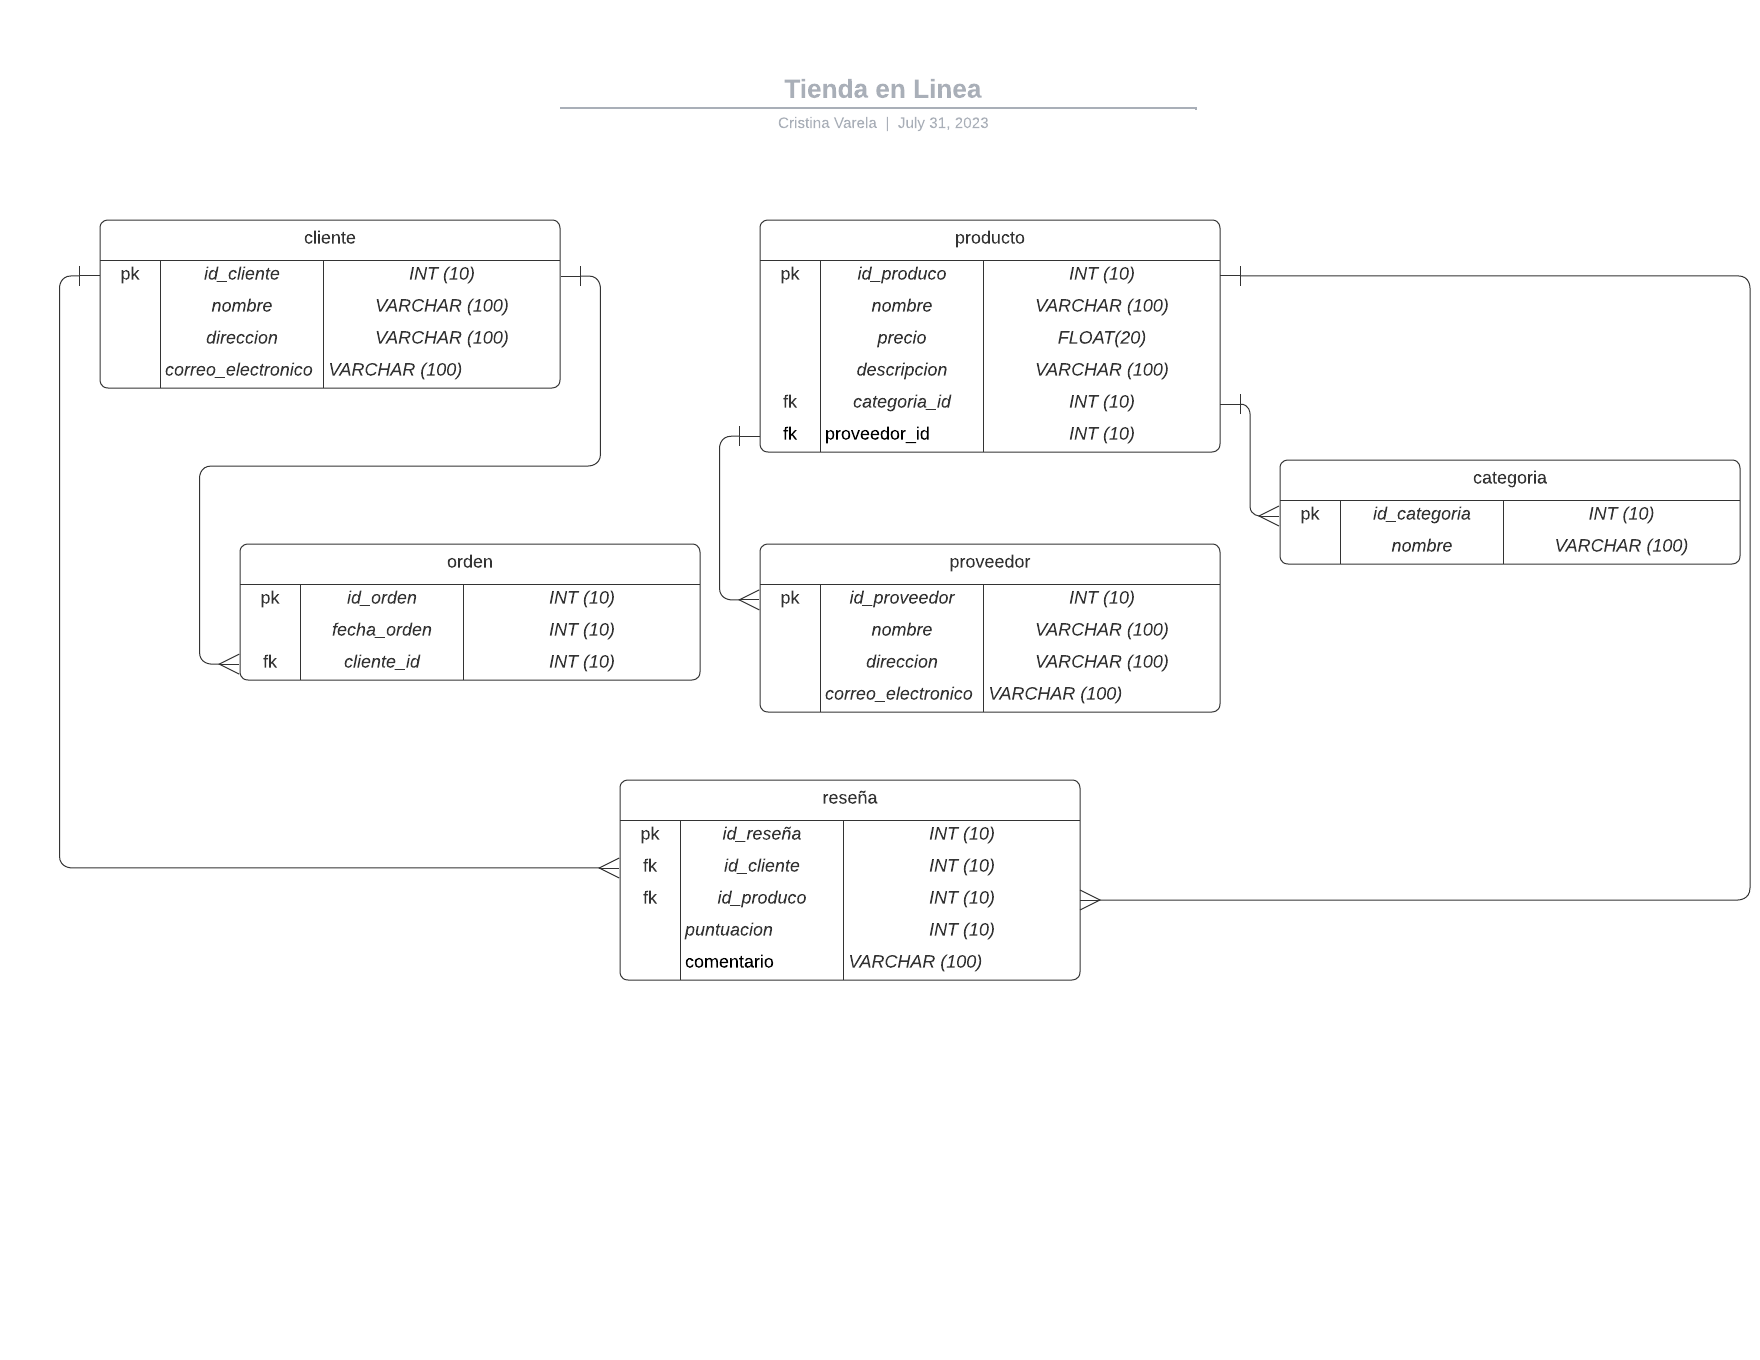 Tienda en Linea
Cristina Varela | July 31, 2023
cliente
pk id_cliente INT (10)
nombre VARCHAR (100)
direccion VARCHAR (100)
correo_electronico VARCHAR (100)
producto
pk id_produco INT (10)
nombre VARCHAR (100)
precio FLOAT(20)
descripcion VARCHAR (100)
fk categoria_id INT (10)
fk proveedor_id INT (10)
categoria
pk id_categoria INT (10)
nombre VARCHAR (100)
orden
pk id_orden INT (10)
fecha_orden INT (10)
fk cliente_id INT (10)
proveedor
pk id_proveedor INT (10)
nombre VARCHAR (100)
direccion VARCHAR (100)
correo_electronico VARCHAR (100)
reseña
pk id_reseña INT (10)
fk id_cliente INT (10)
fk id_produco INT (10)
puntuacion INT (10)
comentario VARCHAR (100)